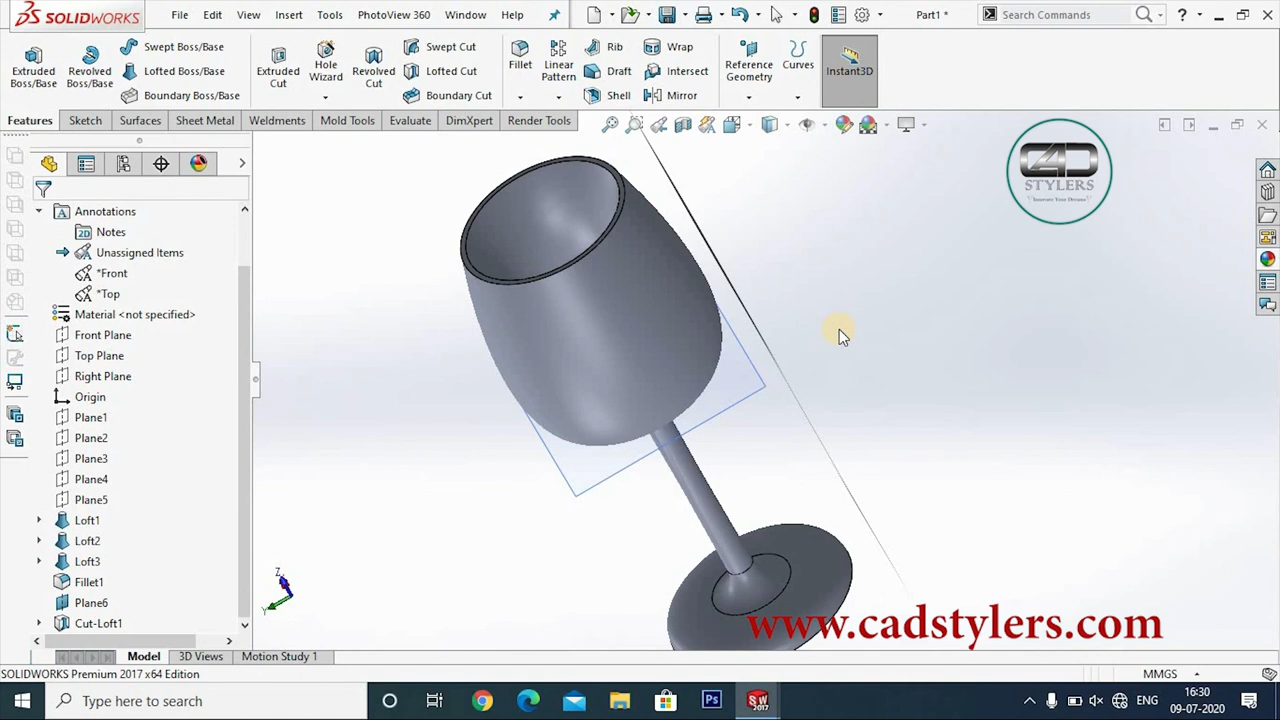 SOLIDWORKS File Edit View Insert Tools PhotoView 360 Window Help Part1 * Search Commands ?
Extruded Boss/Base Revolved Boss/Base Swept Boss/Base Lofted Boss/Base Boundary Boss/Base Extruded Cut Hole Wizard Revolved Cut Swept Cut Lofted Cut Boundary Cut Fillet Linear Pattern Rib Draft Shell Wrap Intersect Mirror Reference Geometry Curves Instant3D
Features Sketch Surfaces Sheet Metal Weldments Mold Tools Evaluate DimXpert Render Tools
CAD
STYLERS
Annotations
Notes
Unassigned Items
*Front
*Top
Material <not specified>
Front Plane
Top Plane
Right Plane
Origin
Plane1
Plane2
Plane3
Plane4
Plane5
Loft1
Loft2
Loft3
Fillet1
Plane6
Cut-Loft1
Z
Y
www.cadstylers.com
Model 3D Views Motion Study 1
SOLIDWORKS Premium 2017 x64 Edition MMGS
Type here to search Ps SW 2017 ENG 16:30
09-07-2020